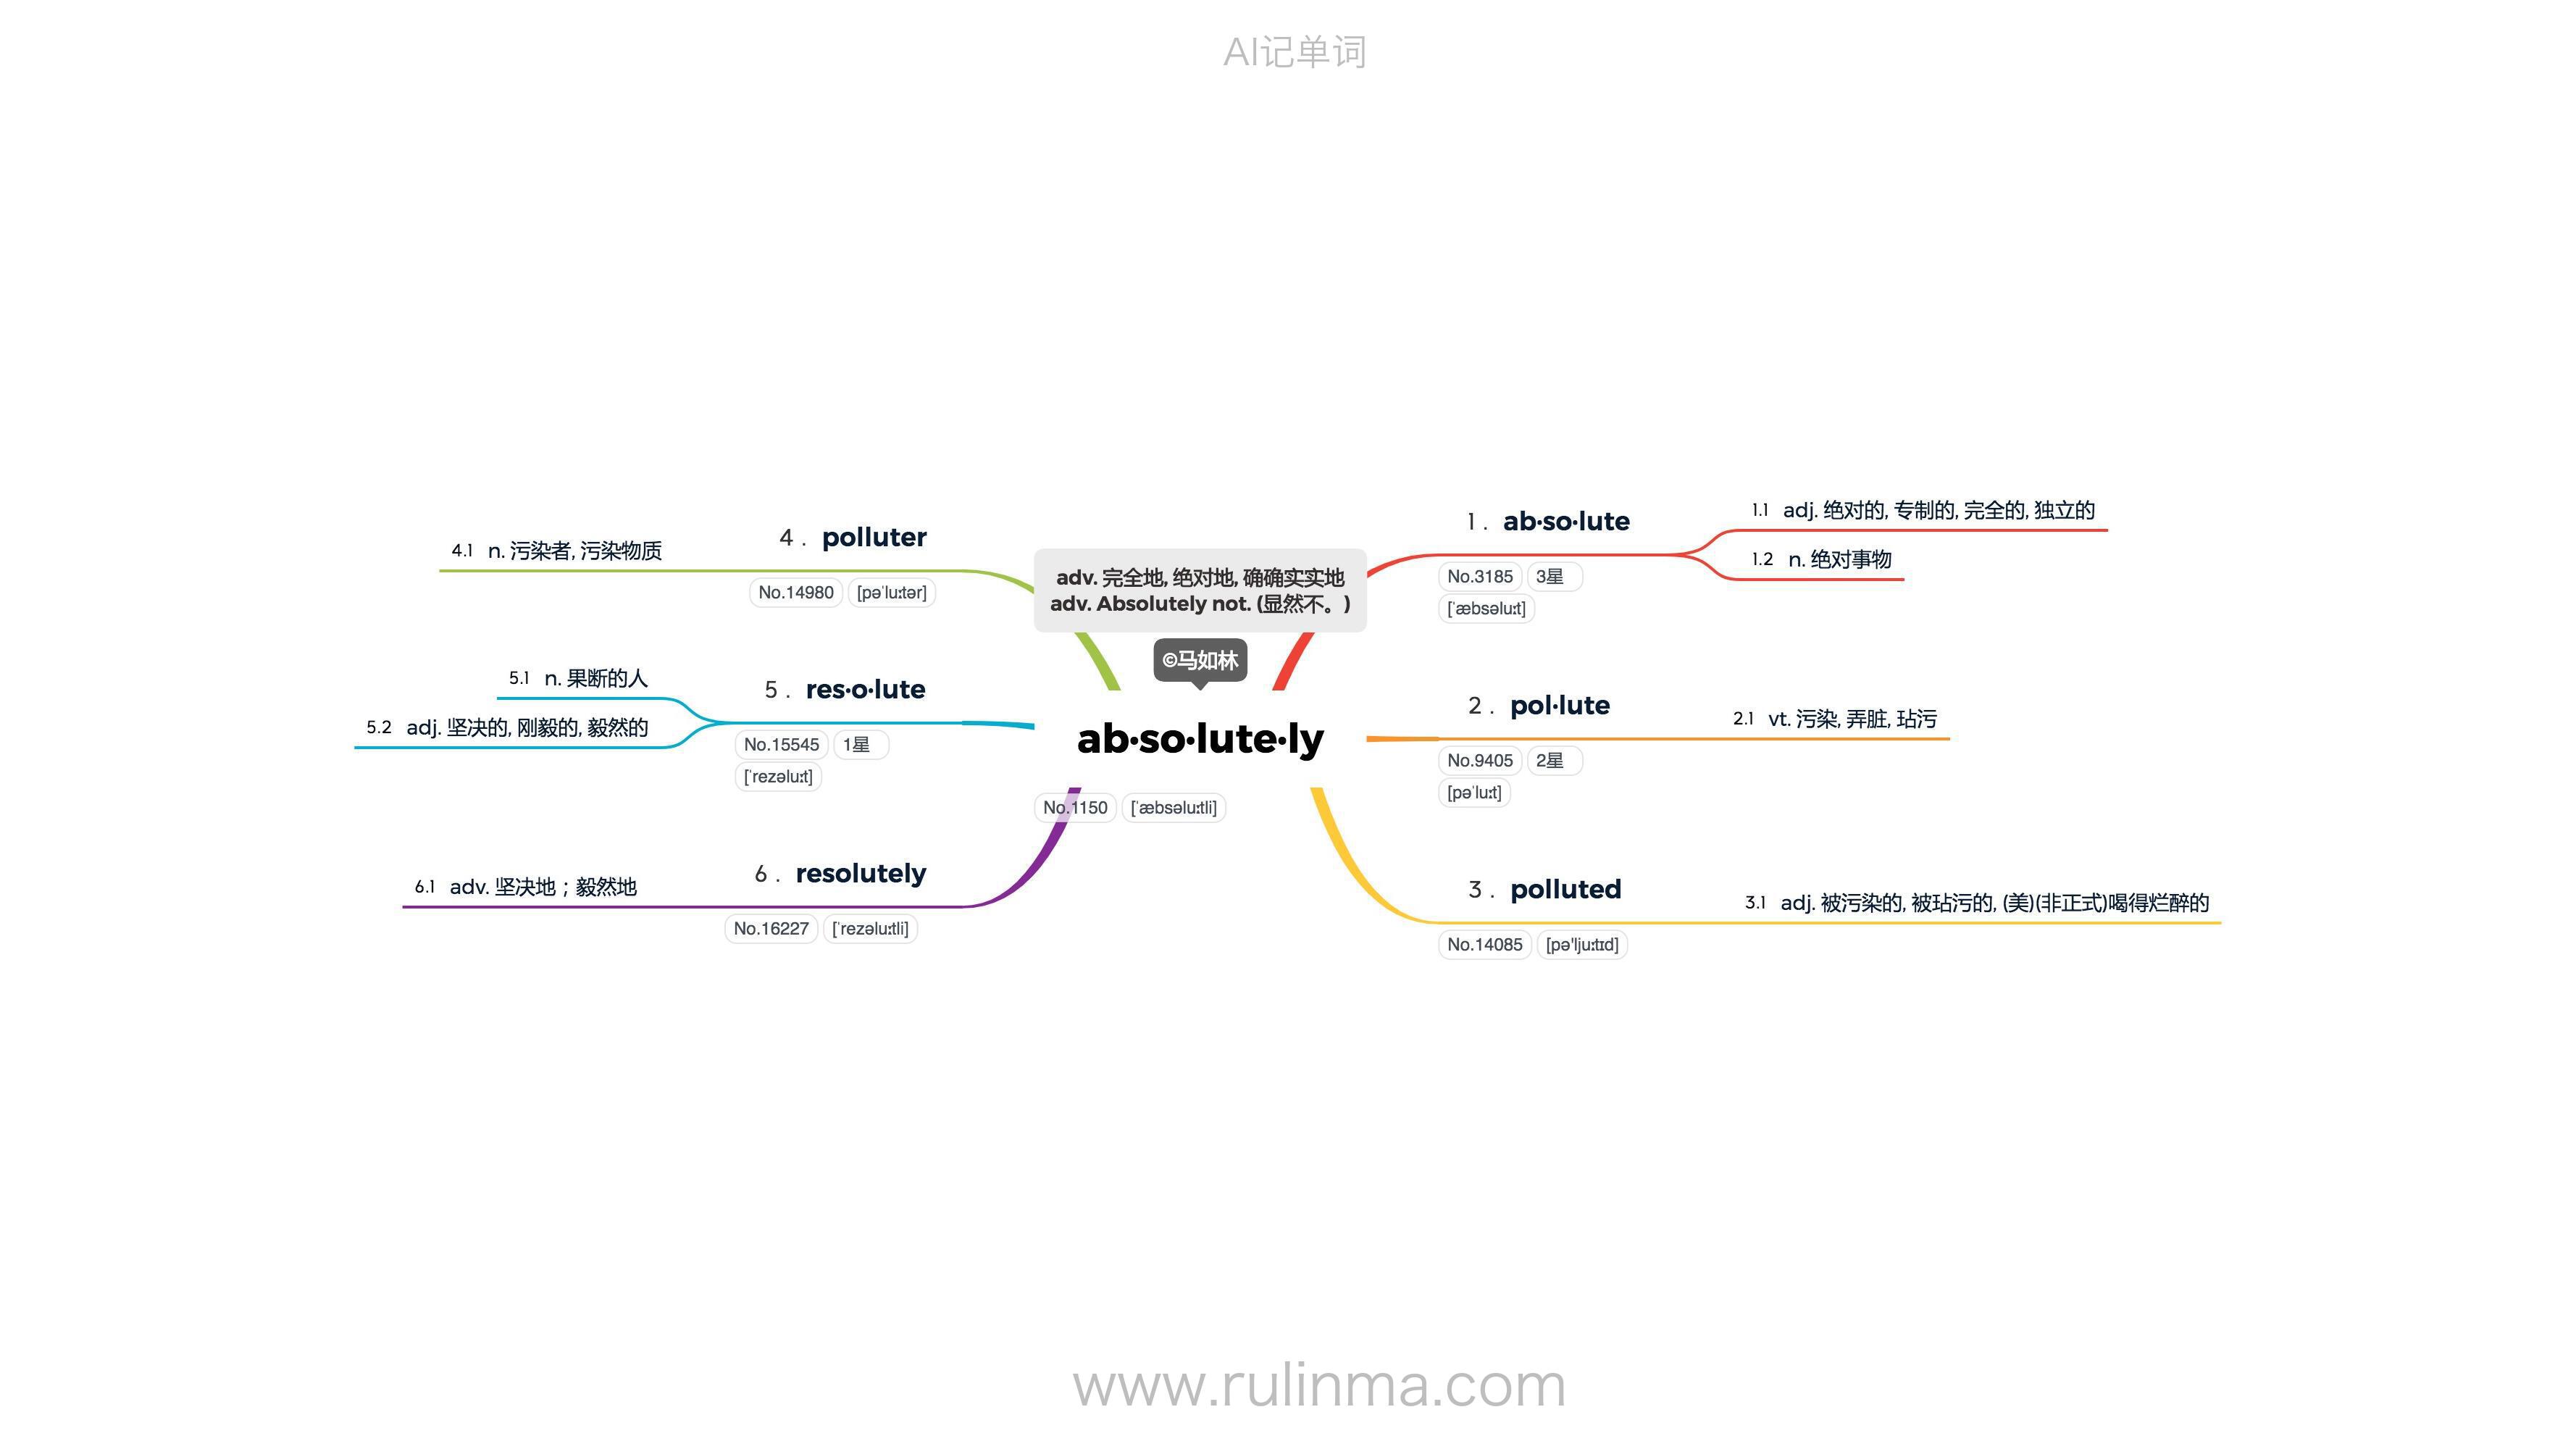 AI记单词
adv. 完全地, 绝对地, 确确实实地
adv. Absolutely not. (显然不。)
©马如林
ab·so·lute·ly
No.1150 [ˈæbsəluːtli]
1 . ab·so·lute
No.3185 3星
[ˈæbsəluːt]
1.1 adj. 绝对的, 专制的, 完全的, 独立的
1.2 n. 绝对事物
2 . pol·lute
No.9405 2星
[pəˈluːt]
2.1 vt. 污染, 弄脏, 玷污
3 . polluted
No.14085 [pə'ljuːtɪd]
3.1 adj. 被污染的, 被玷污的, (美)(非正式)喝得烂醉的
4 . polluter
No.14980 [pəˈluːtər]
4.1 n. 污染者, 污染物质
5 . res·o·lute
No.15545 1星
[ˈrezəluːt]
5.1 n. 果断的人
5.2 adj. 坚决的, 刚毅的, 毅然的
6 . resolutely
No.16227 [ˈrezəluːtli]
6.1 adv. 坚决地；毅然地
www.rulinma.com